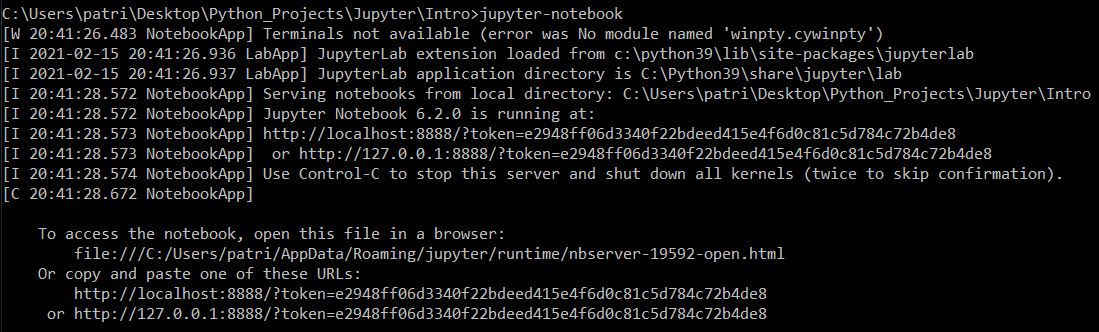 C:\Users\patri\Desktop\Python_Projects\Jupyter\Intro>jupyter-notebook
[W 20:41:26.483 NotebookApp] Terminals not available (error was No module named 'winpty.cywinpty')
[I 2021-02-15 20:41:26.936 LabApp] JupyterLab extension loaded from c:\python39\lib\site-packages\jupyterlab
[I 2021-02-15 20:41:26.937 LabApp] JupyterLab application directory is C:\Python39\share\jupyter\lab
[I 20:41:28.572 NotebookApp] Serving notebooks from local directory: C:\Users\patri\Desktop\Python_Projects\Jupyter\Intro
[I 20:41:28.572 NotebookApp] Jupyter Notebook 6.2.0 is running at:
[I 20:41:28.573 NotebookApp] http://localhost:8888/?token=e2948ff06d3340f22bdeed415e4f6d0c81c5d784c72b4de8
[I 20:41:28.573 NotebookApp]  or http://127.0.0.1:8888/?token=e2948ff06d3340f22bdeed415e4f6d0c81c5d784c72b4de8
[I 20:41:28.574 NotebookApp] Use Control-C to stop this server and shut down all kernels (twice to skip confirmation).
[C 20:41:28.672 NotebookApp]
To access the notebook, open this file in a browser:
file:///C:/Users/patri/AppData/Roaming/jupyter/runtime/nbserver-19592-open.html
Or copy and paste one of these URLs:
http://localhost:8888/?token=e2948ff06d3340f22bdeed415e4f6d0c81c5d784c72b4de8
or http://127.0.0.1:8888/?token=e2948ff06d3340f22bdeed415e4f6d0c81c5d784c72b4de8